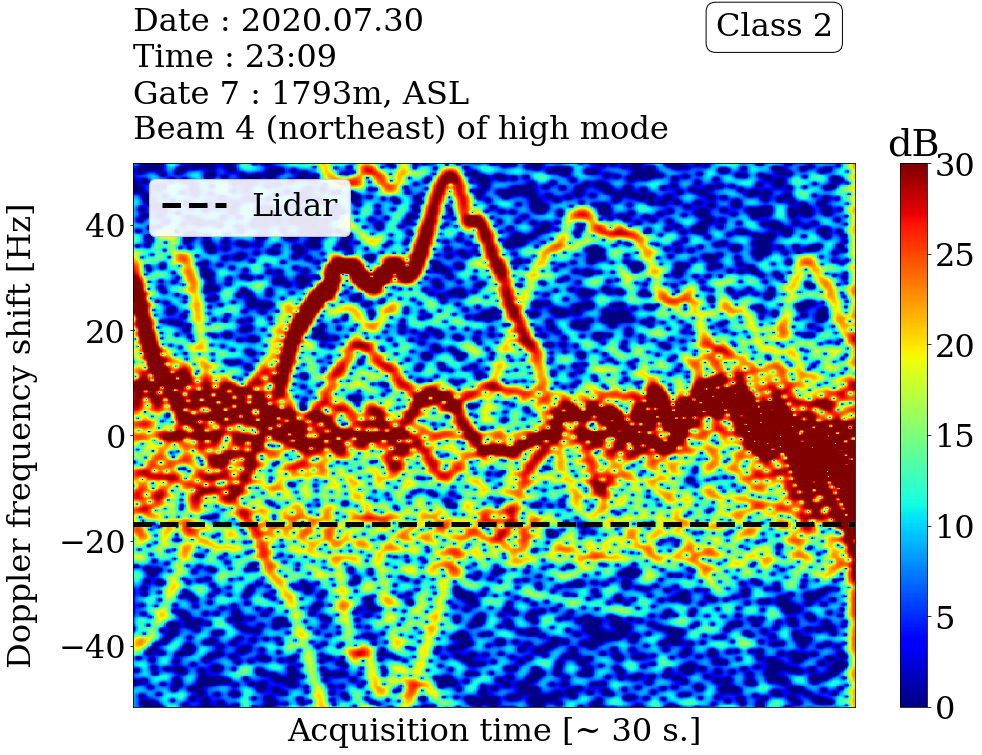 Date : 2020.07.30
Time : 23:09
Gate 7 : 1793m, ASL
Beam 4 (northeast) of high mode
Class 2
dB
Lidar
Doppler frequency shift [Hz]
40
20
0
−20
−40
30
25
20
15
10
5
0
Acquisition time [~ 30 s.]